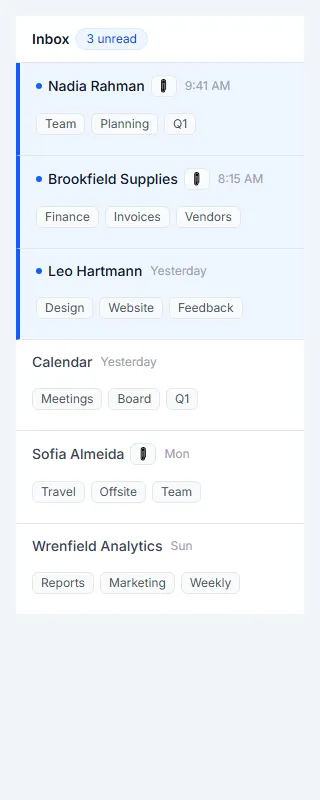 Inbox 3 unread
Nadia Rahman 9:41 AM
Team Planning Q1
Brookfield Supplies 8:15 AM
Finance Invoices Vendors
Leo Hartmann Yesterday
Design Website Feedback
Calendar Yesterday
Meetings Board Q1
Sofia Almeida Mon
Travel Offsite Team
Wrenfield Analytics Sun
Reports Marketing Weekly